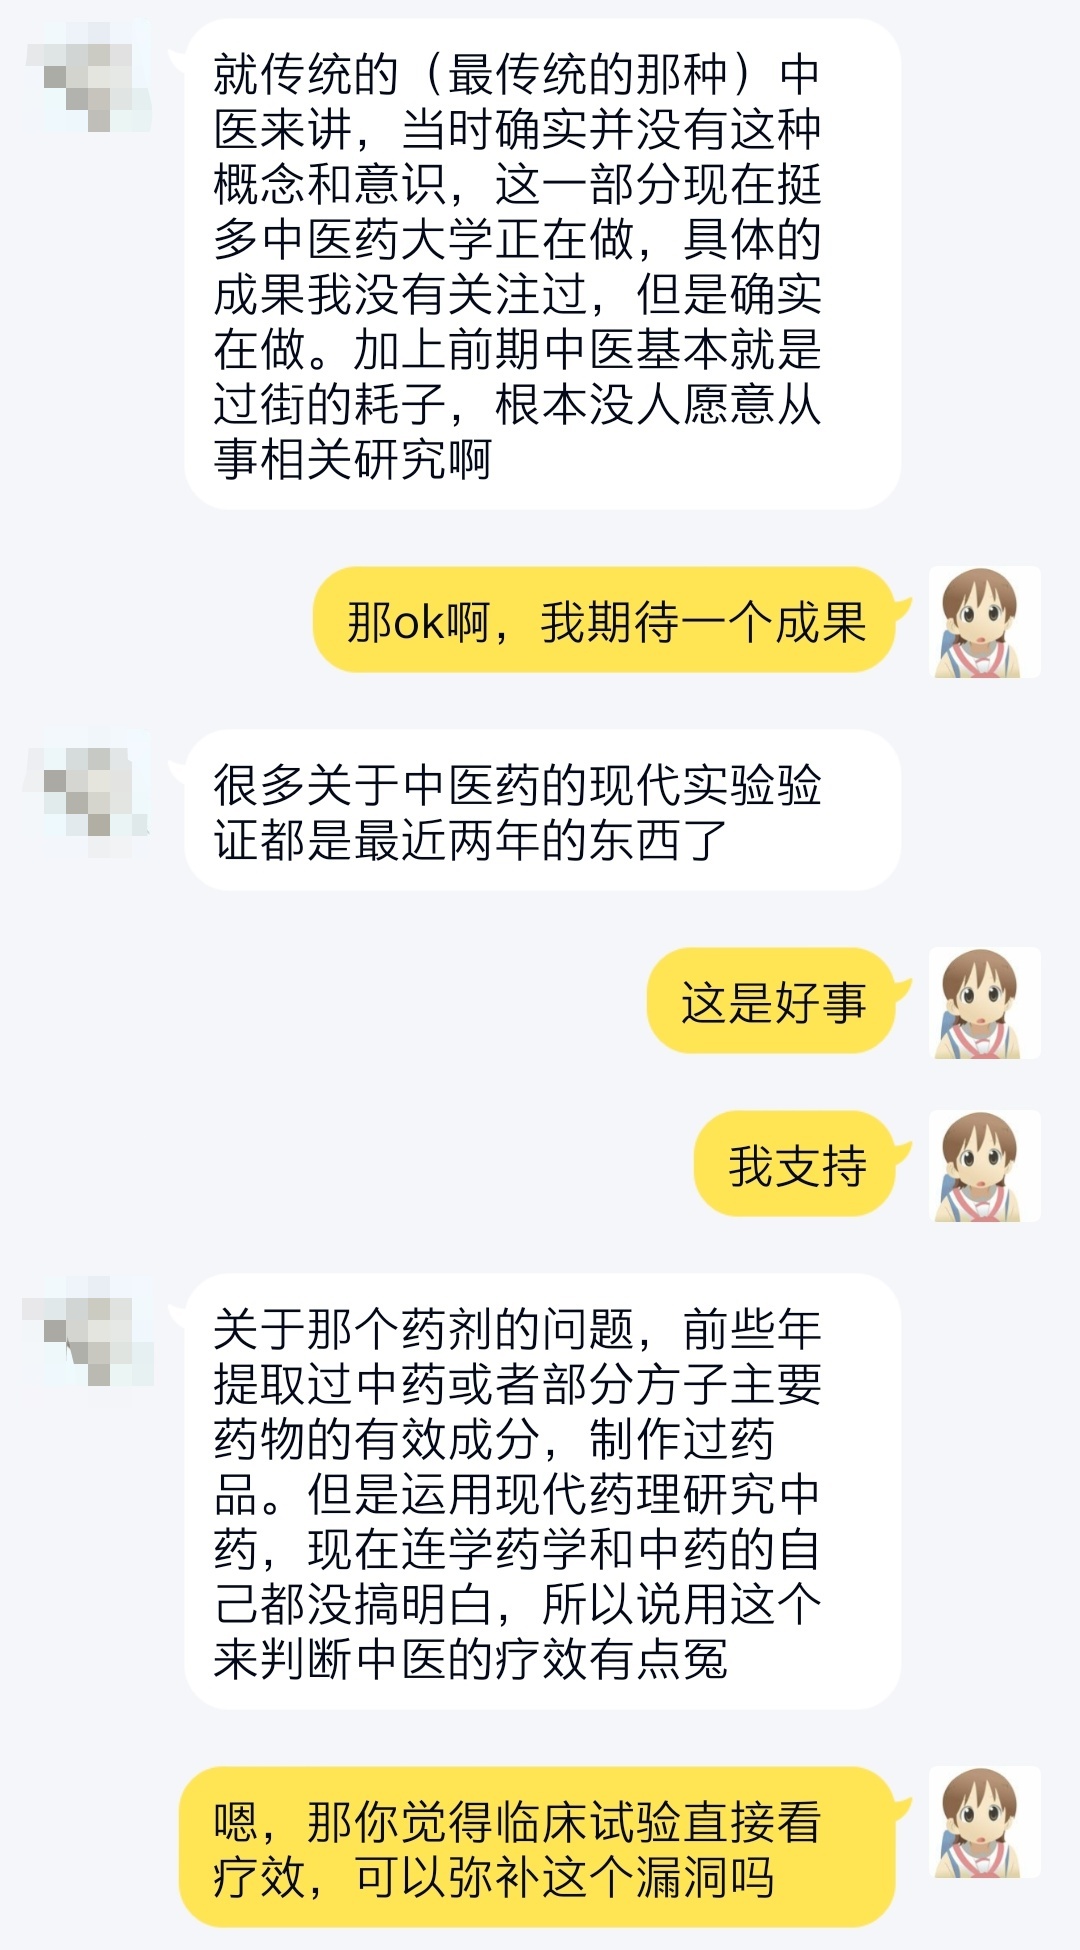 就传统的（最传统的那种）中
医来讲，当时确实并没有这种
概念和意识，这一部分现在挺
多中医药大学正在做，具体的
成果我没有关注过，但是确实
在做。加上前期中医基本就是
过街的耗子，根本没人愿意从
事相关研究啊
那ok啊，我期待一个成果
很多关于中医药的现代实验验
证都是最近两年的东西了
这是好事
我支持
关于那个药剂的问题，前些年
提取过中药或者部分方子主要
药物的有效成分，制作过药
品。但是运用现代药理研究中
药，现在连学药学和中药的自
己都没搞明白，所以说用这个
来判断中医的疗效有点冤
嗯，那你觉得临床试验直接看
疗效，可以弥补这个漏洞吗